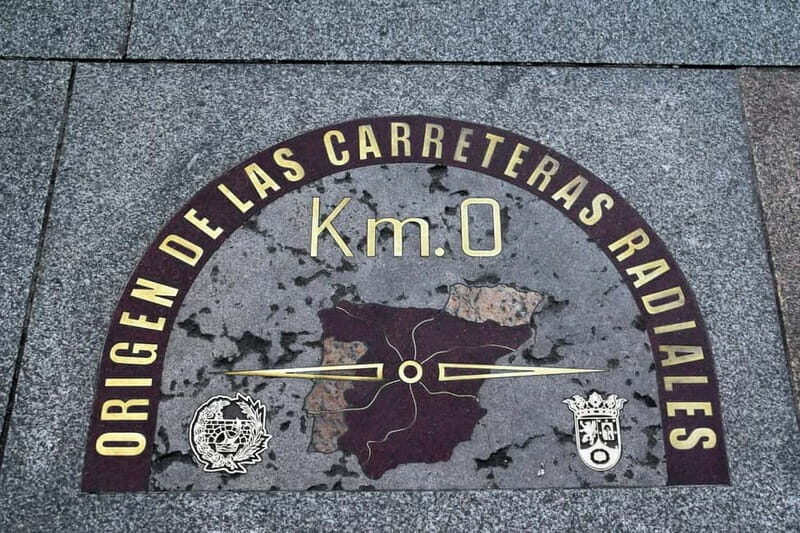 ORIGEN DE LAS CARRETERAS RADIALES
Km.0